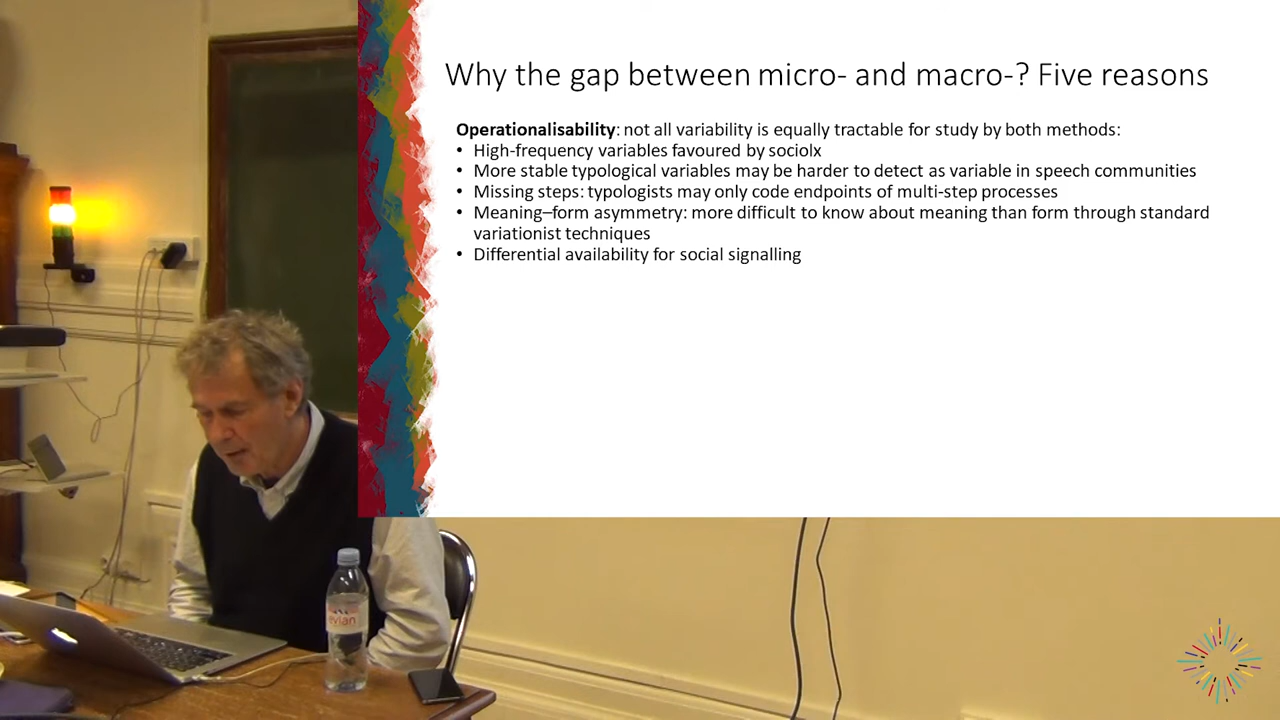 Why the gap between micro- and macro-? Five reasons
Operationalisability: not all variability is equally tractable for study by both methods:
• High-frequency variables favoured by sociolx
• More stable typological variables may be harder to detect as variable in speech communities
• Missing steps: typologists may only code endpoints of multi-step processes
• Meaning–form asymmetry: more difficult to know about meaning than form through standard
variationist techniques
• Differential availability for social signalling
evian